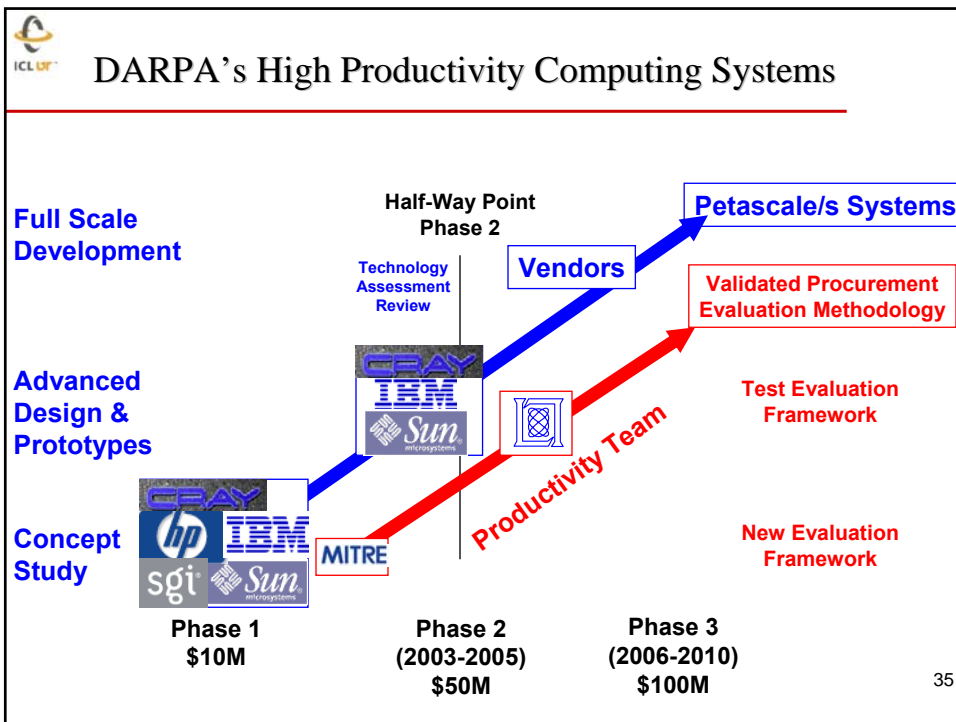 ICL UT
DARPA's High Productivity Computing Systems
Full Scale
Development
Half-Way Point
Phase 2
Technology
Assessment
Review
Vendors
Petascale/s Systems
Validated Procurement
Evaluation Methodology
Advanced
Design &
Prototypes
CRAY
IBM
Sun
microsystems
Productivity Team
Test Evaluation
Framework
Concept
Study
CRAY
hp
IBM
sgi
Sun
microsystems
MITRE
New Evaluation
Framework
Phase 1
$10M
Phase 2
(2003-2005)
$50M
Phase 3
(2006-2010)
$100M
35